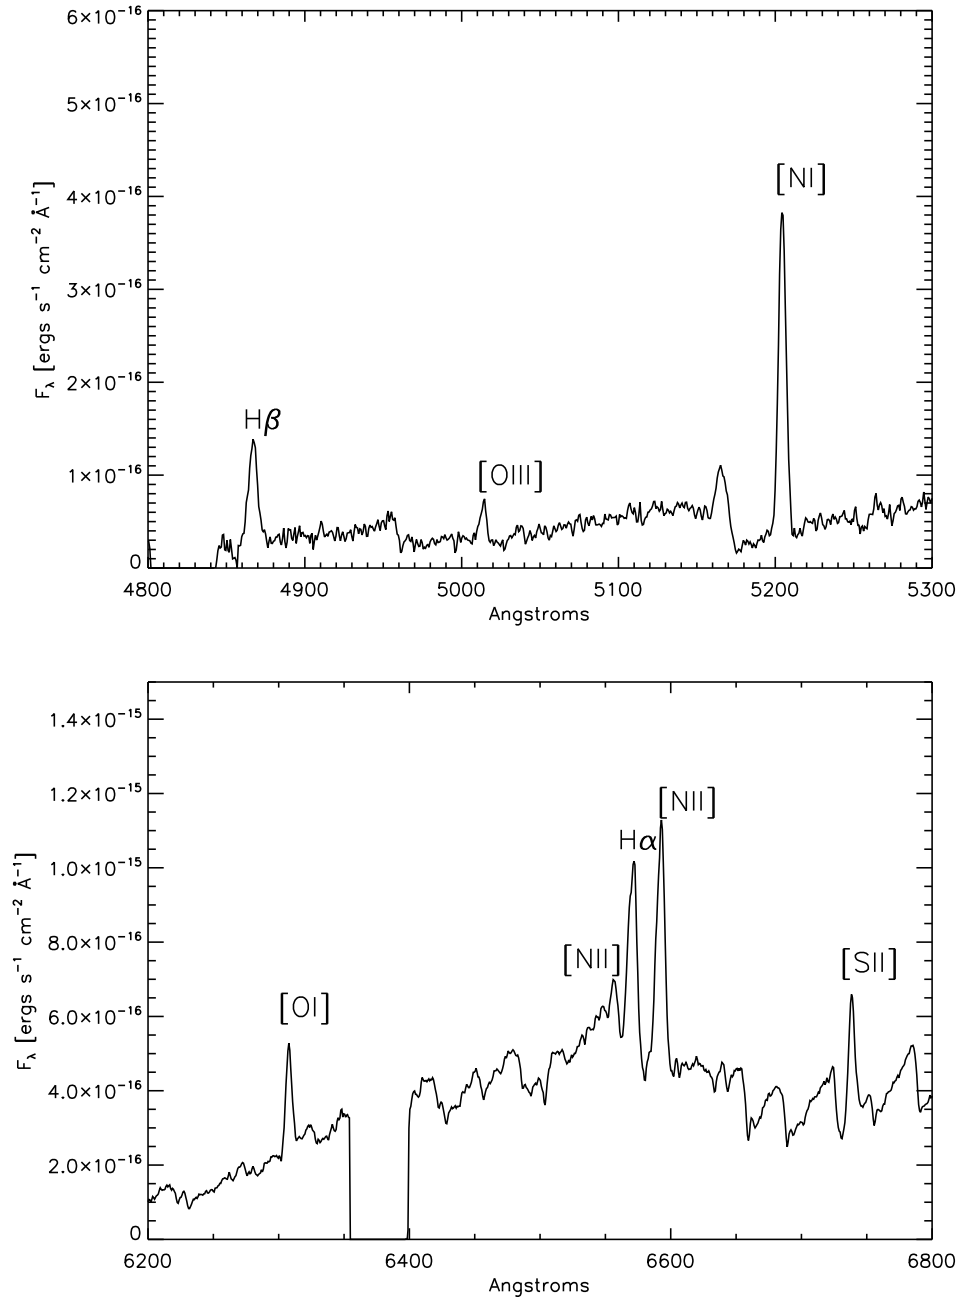 6×10⁻¹⁶
5×10⁻¹⁶
4×10⁻¹⁶
3×10⁻¹⁶
2×10⁻¹⁶
1×10⁻¹⁶
0
F_λ [ergs s⁻¹ cm⁻² Å⁻¹]
Hβ
[OIII]
[NI]
4800 4900 5000 5100 5200 5300
Angstroms
1.4×10⁻¹⁵
1.2×10⁻¹⁵
1.0×10⁻¹⁵
8.0×10⁻¹⁶
6.0×10⁻¹⁶
4.0×10⁻¹⁶
2.0×10⁻¹⁶
0
F_λ [ergs s⁻¹ cm⁻² Å⁻¹]
[OI]
[NII]
Hα
[NII]
[SII]
6200 6400 6600 6800
Angstroms